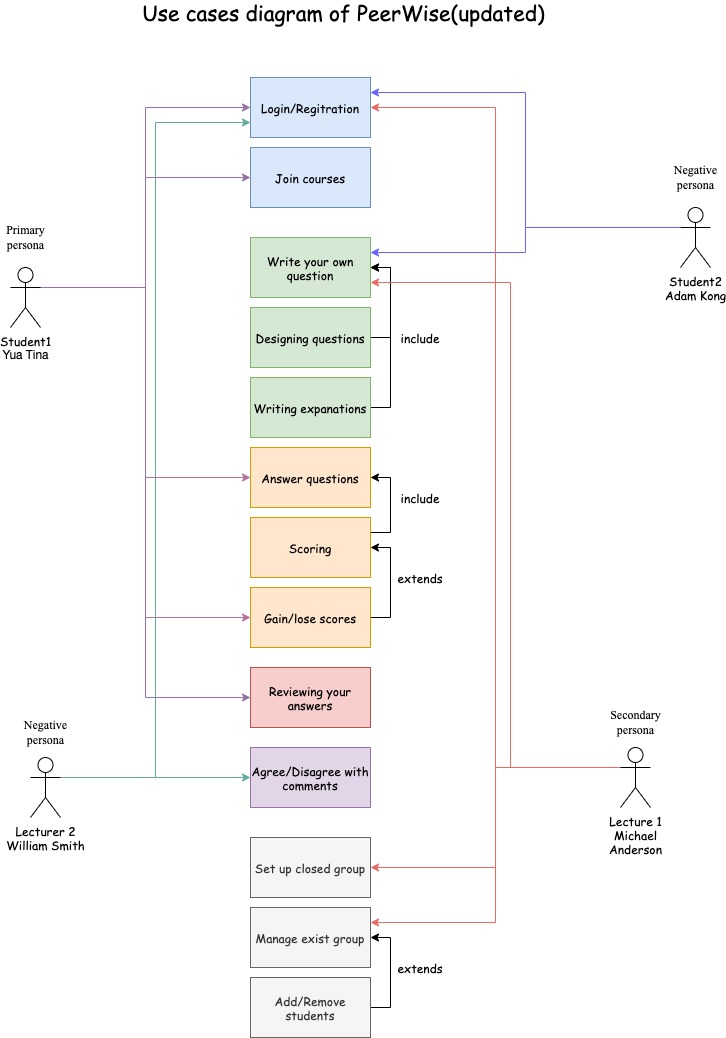 Use cases diagram of PeerWise(updated)
Login/Regitration
Join courses
Negative
persona
Student2
Adam Kong
Primary
persona
Student1
Yua Tina
Write your own
question
Designing questions
include
Writing expanations
Answer questions
include
Scoring
extends
Gain/lose scores
Reviewing your
answers
Negative
persona
Lecturer 2
William Smith
Agree/Disagree with
comments
Secondary
persona
Lecture 1
Michael
Anderson
Set up closed group
Manage exist group
extends
Add/Remove
students